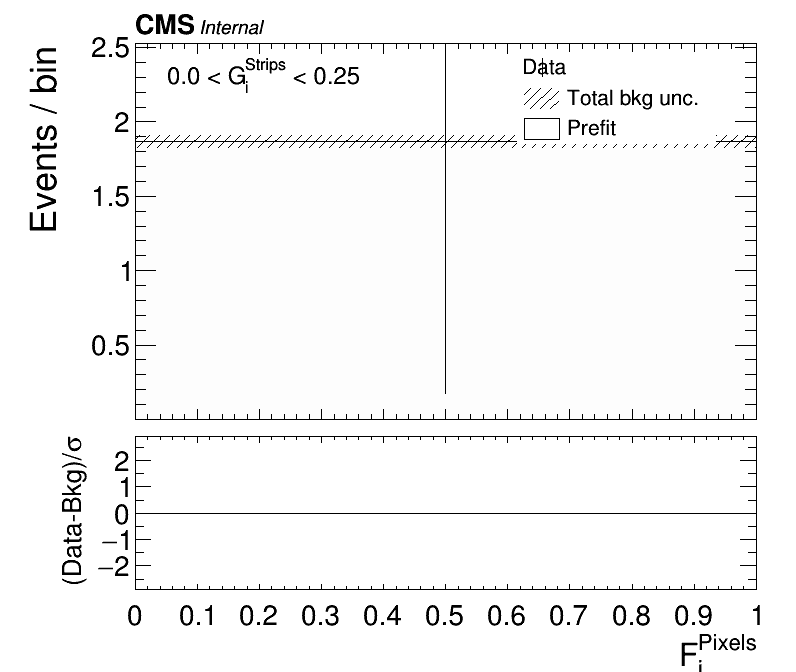 CMS Internal
2.5
2
1.5
1
0.5
Events / bin
0.0 < G_i^Strips < 0.25
Data
Total bkg unc.
Prefit
(Data-Bkg)/σ
2
1
0
−1
−2
0 0.1 0.2 0.3 0.4 0.5 0.6 0.7 0.8 0.9 1
F_i^Pixels